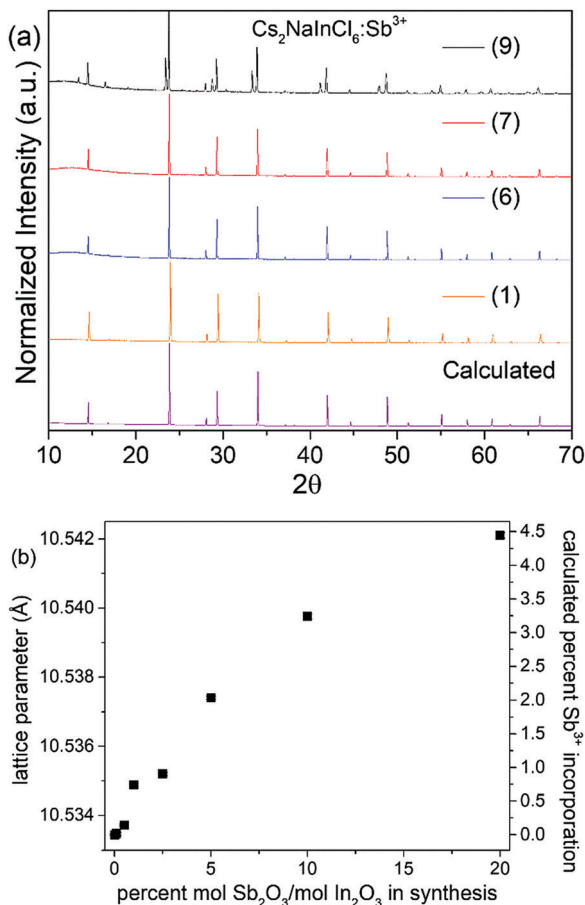 (a)
Cs₂NaInCl₆:Sb³⁺
(9)
(7)
(6)
(1)
Calculated
Normalized Intensity (a.u.)
10 20 30 40 50 60 70
2θ
(b)
10.542
10.540
10.538
10.536
10.534
lattice parameter (Å)
4.5
4.0
3.5
3.0
2.5
2.0
1.5
1.0
0.5
0.0
calculated percent Sb³⁺
incorporation
0 5 10 15 20
percent mol Sb₂O₃/mol In₂O₃ in synthesis